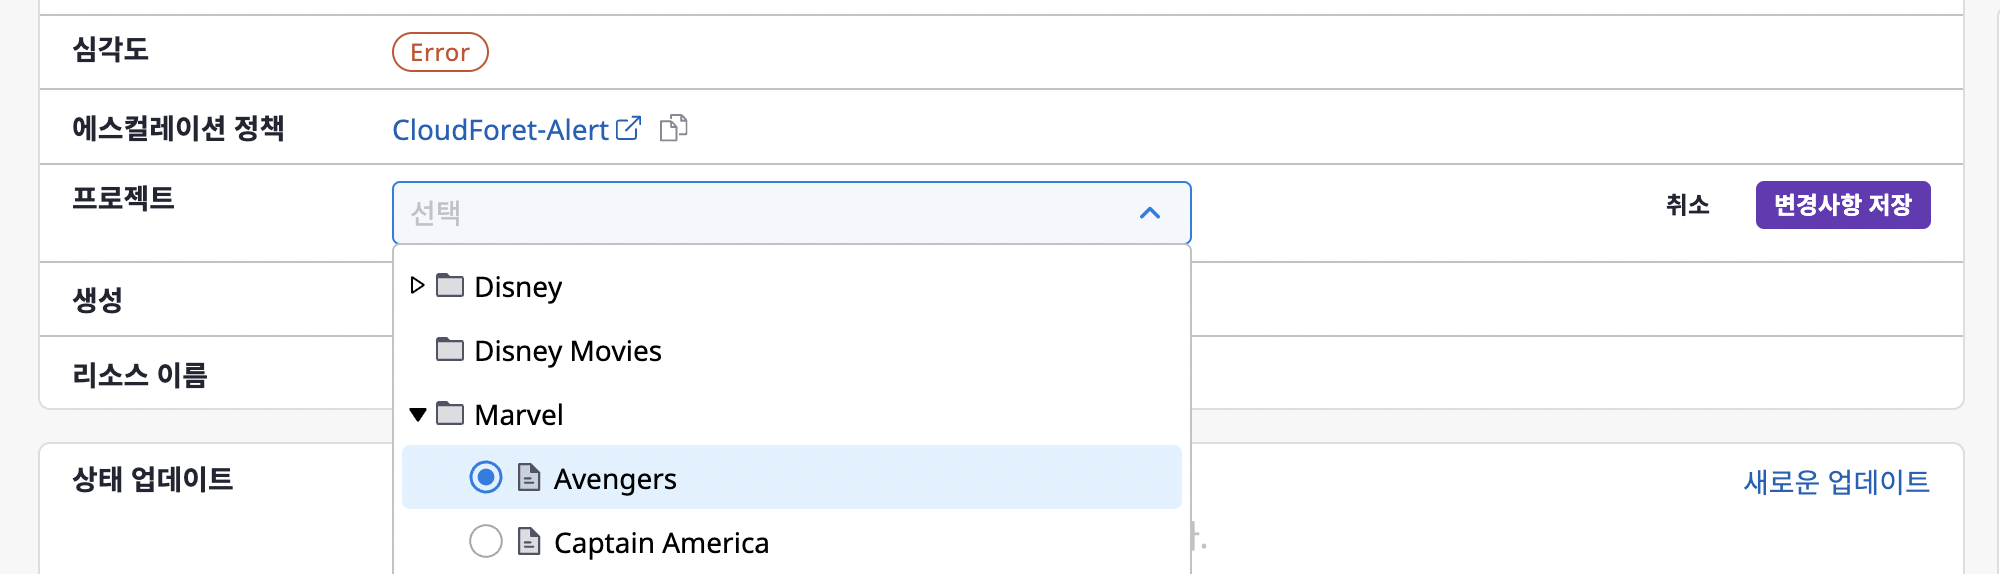 심각도 Error
에스컬레이션 정책 CloudForet-Alert
프로젝트 선택 취소 변경사항 저장
Disney
생성
Disney Movies
리소스 이름
Marvel
상태 업데이트 Avengers 새로운 업데이트
Captain America